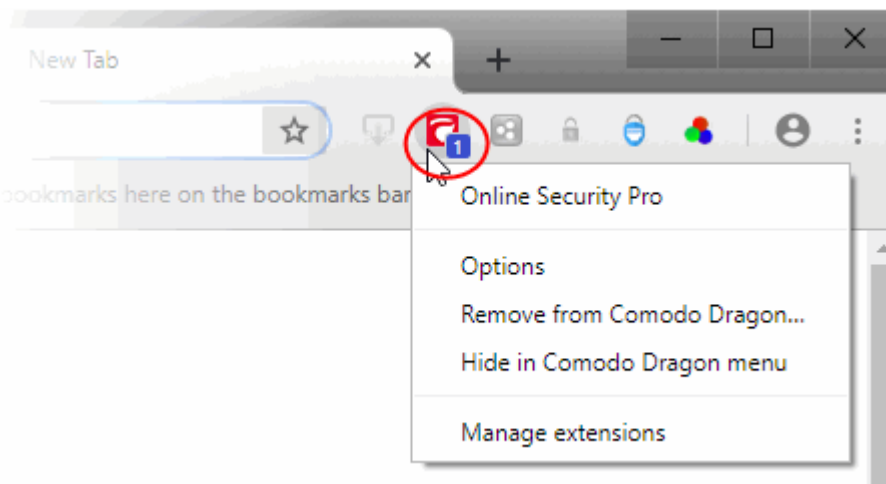 New Tab
1
bookmarks here on the bookmarks bar
Online Security Pro
Options
Remove from Comodo Dragon...
Hide in Comodo Dragon menu
Manage extensions